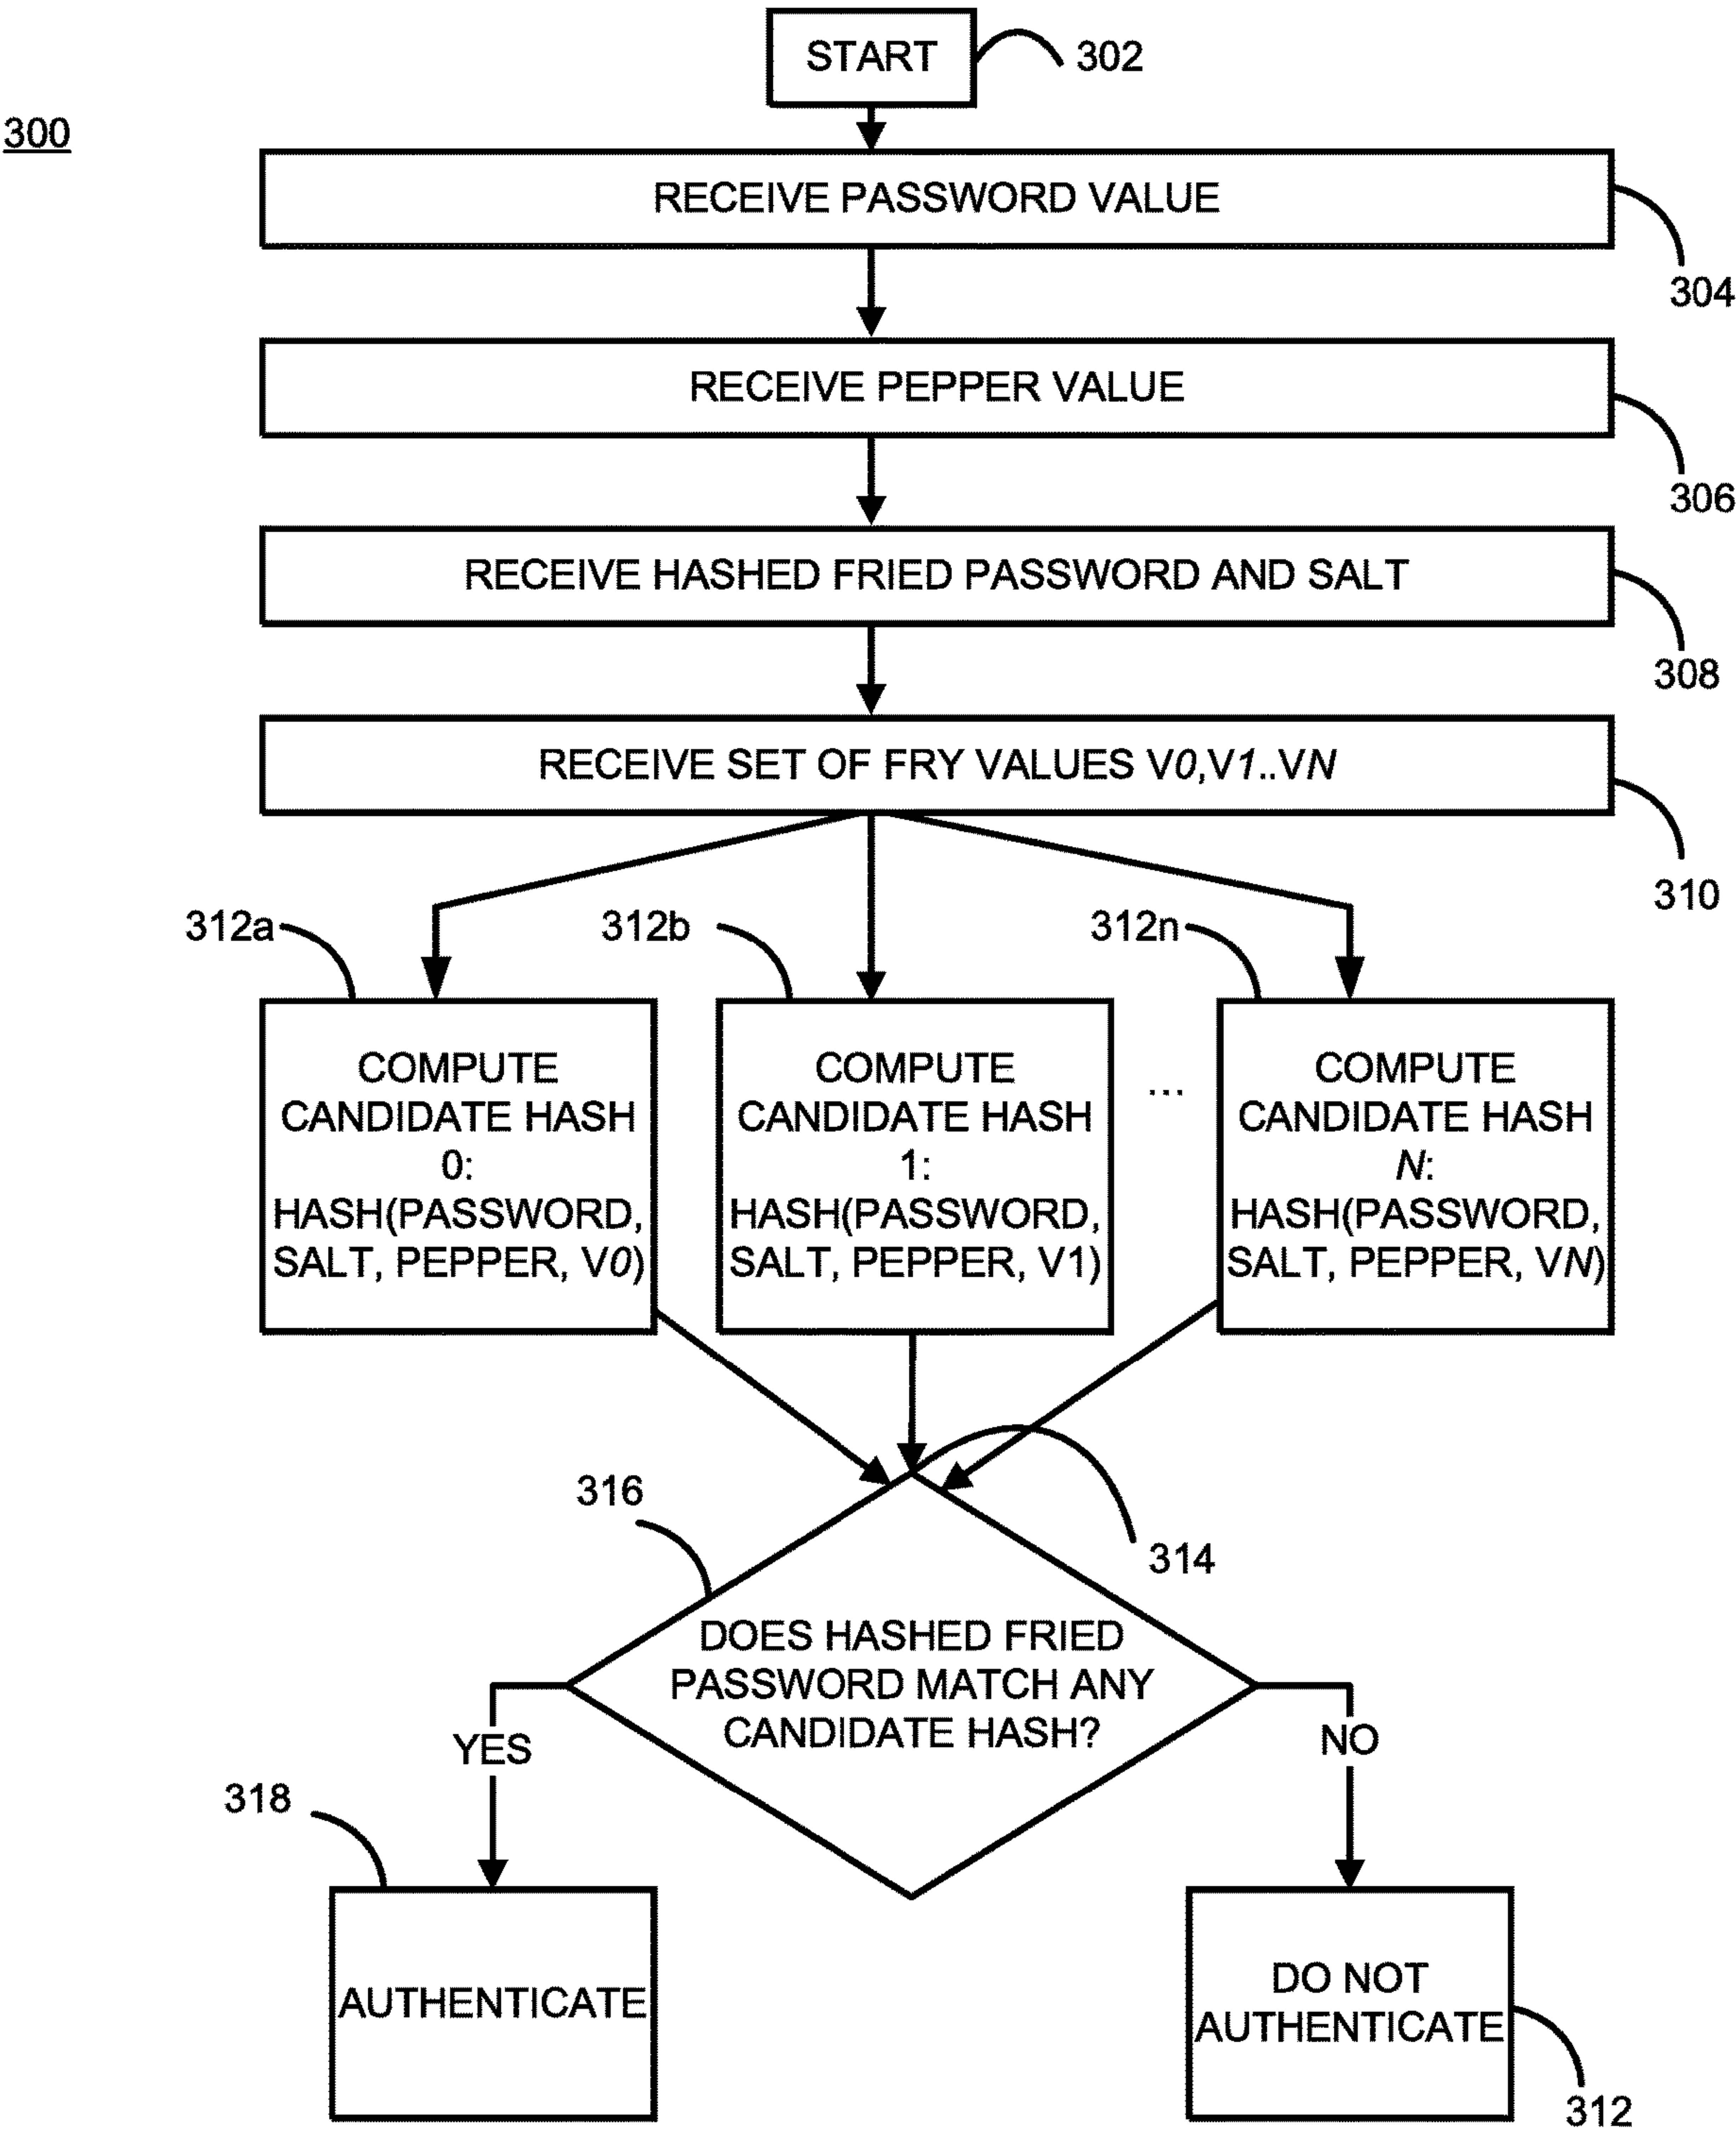 START
302
300
RECEIVE PASSWORD VALUE
304
RECEIVE PEPPER VALUE
306
RECEIVE HASHED FRIED PASSWORD AND SALT
308
RECEIVE SET OF FRY VALUES V0,V1..VN
310
312a
312b
312n
COMPUTE
CANDIDATE HASH
0:
HASH(PASSWORD,
SALT, PEPPER, V0)
COMPUTE
CANDIDATE HASH
1:
HASH(PASSWORD,
SALT, PEPPER, V1)
...
COMPUTE
CANDIDATE HASH
N:
HASH(PASSWORD,
SALT, PEPPER, VN)
316
314
DOES HASHED FRIED
PASSWORD MATCH ANY
CANDIDATE HASH?
YES
NO
318
AUTHENTICATE
DO NOT
AUTHENTICATE
312